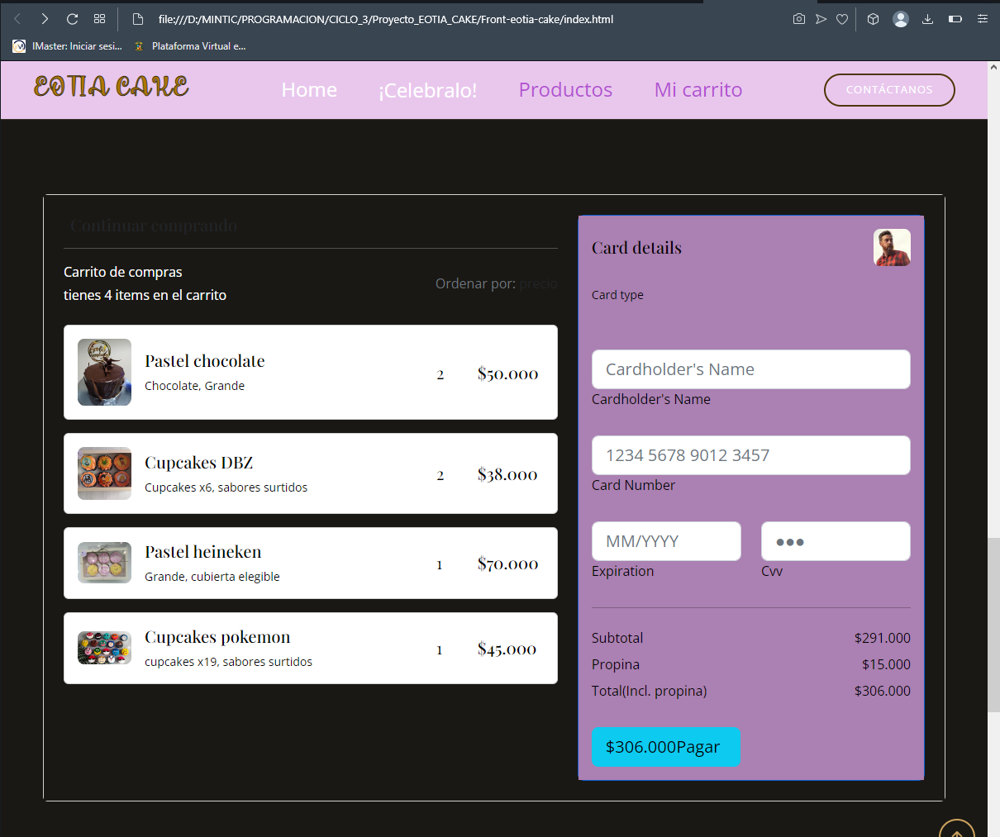 file:///D:/MINTIC/PROGRAMACION/CICLO_3/Proyecto_EOTIA_CAKE/Front-eotia-cake/index.html
IMaster: Iniciar sesi... Plataforma Virtual e...
EOTIA CAKE Home ¡Celebralo! Productos Mi carrito CONTÁCTANOS
Continuar comprando
Carrito de compras
tienes 4 items en el carrito
Ordenar por: precio
Pastel chocolate
Chocolate, Grande
2 $50.000
Cupcakes DBZ
Cupcakes x6, sabores surtidos
2 $38.000
Pastel heineken
Grande, cubierta elegible
1 $70.000
Cupcakes pokemon
cupcakes x19, sabores surtidos
1 $45.000
Card details
Card type
Cardholder's Name
Cardholder's Name
1234 5678 9012 3457
Card Number
MM/YYYY ●●●
Expiration Cvv
Subtotal $291.000
Propina $15.000
Total(Incl. propina) $306.000
$306.000Pagar